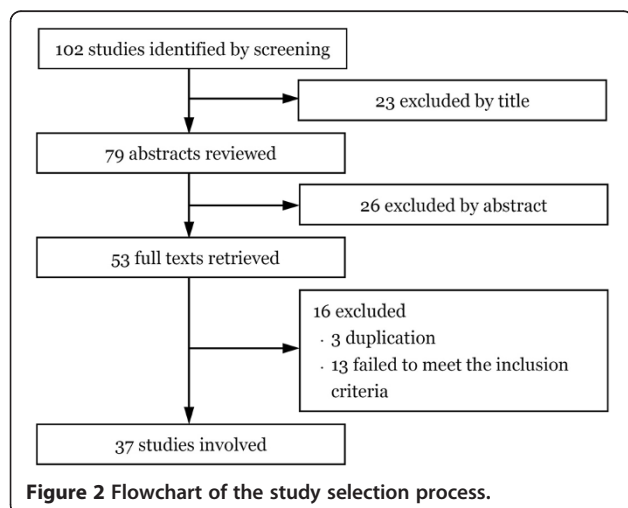 102 studies identified by screening
23 excluded by title
79 abstracts reviewed
26 excluded by abstract
53 full texts retrieved
16 excluded
· 3 duplication
· 13 failed to meet the inclusion
criteria
37 studies involved
Figure 2 Flowchart of the study selection process.